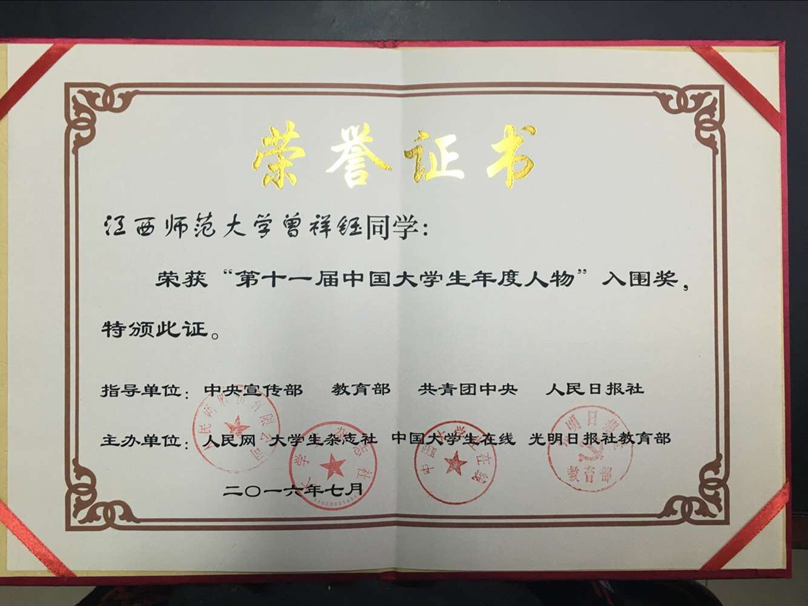 荣誉证书
江西师范大学曾祥钰同学：
荣获“第十一届中国大学生年度人物”入围奖，
特颁此证。
指导单位：中央宣传部 教育部 共青团中央 人民日报社
主办单位：人民网 大学生杂志社 中国大学生在线 光明日报社教育部
二〇一六年七月